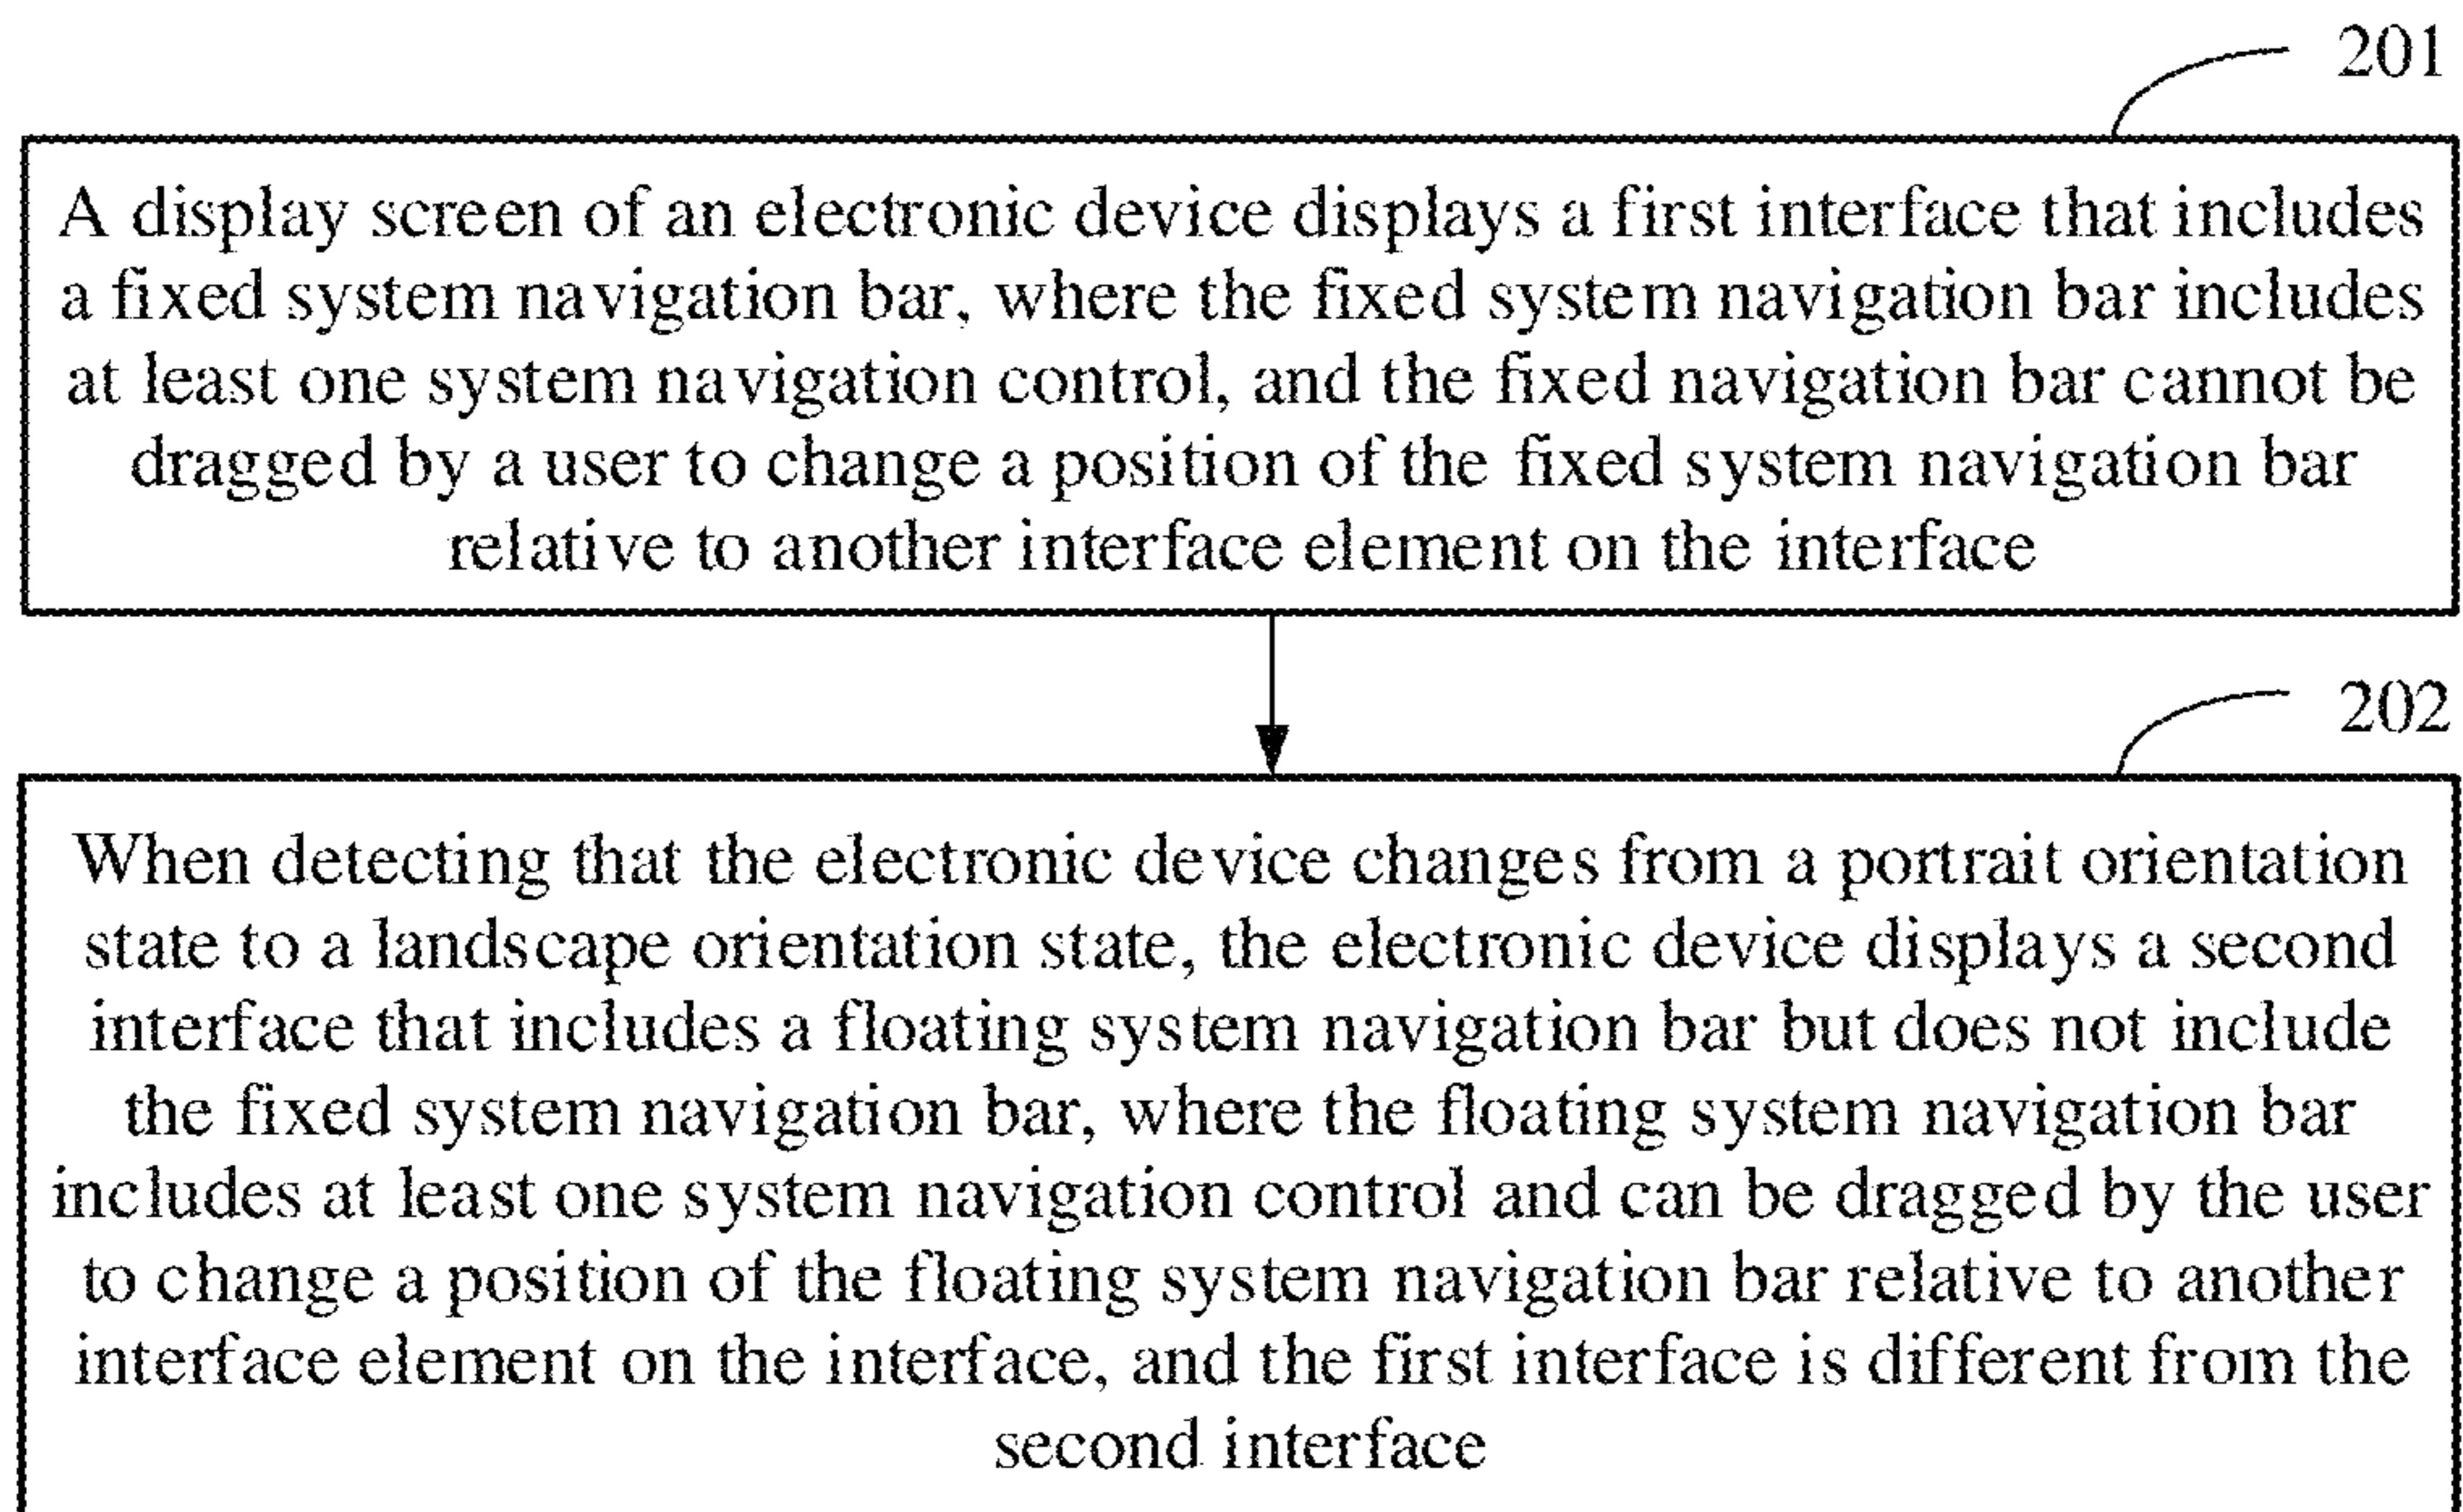 201
A display screen of an electronic device displays a first interface that includes
a fixed system navigation bar, where the fixed system navigation bar includes
at least one system navigation control, and the fixed navigation bar cannot be
dragged by a user to change a position of the fixed system navigation bar
relative to another interface element on the interface
202
When detecting that the electronic device changes from a portrait orientation
state to a landscape orientation state, the electronic device displays a second
interface that includes a floating system navigation bar but does not include
the fixed system navigation bar, where the floating system navigation bar
includes at least one system navigation control and can be dragged by the user
to change a position of the floating system navigation bar relative to another
interface element on the interface, and the first interface is different from the
second interface